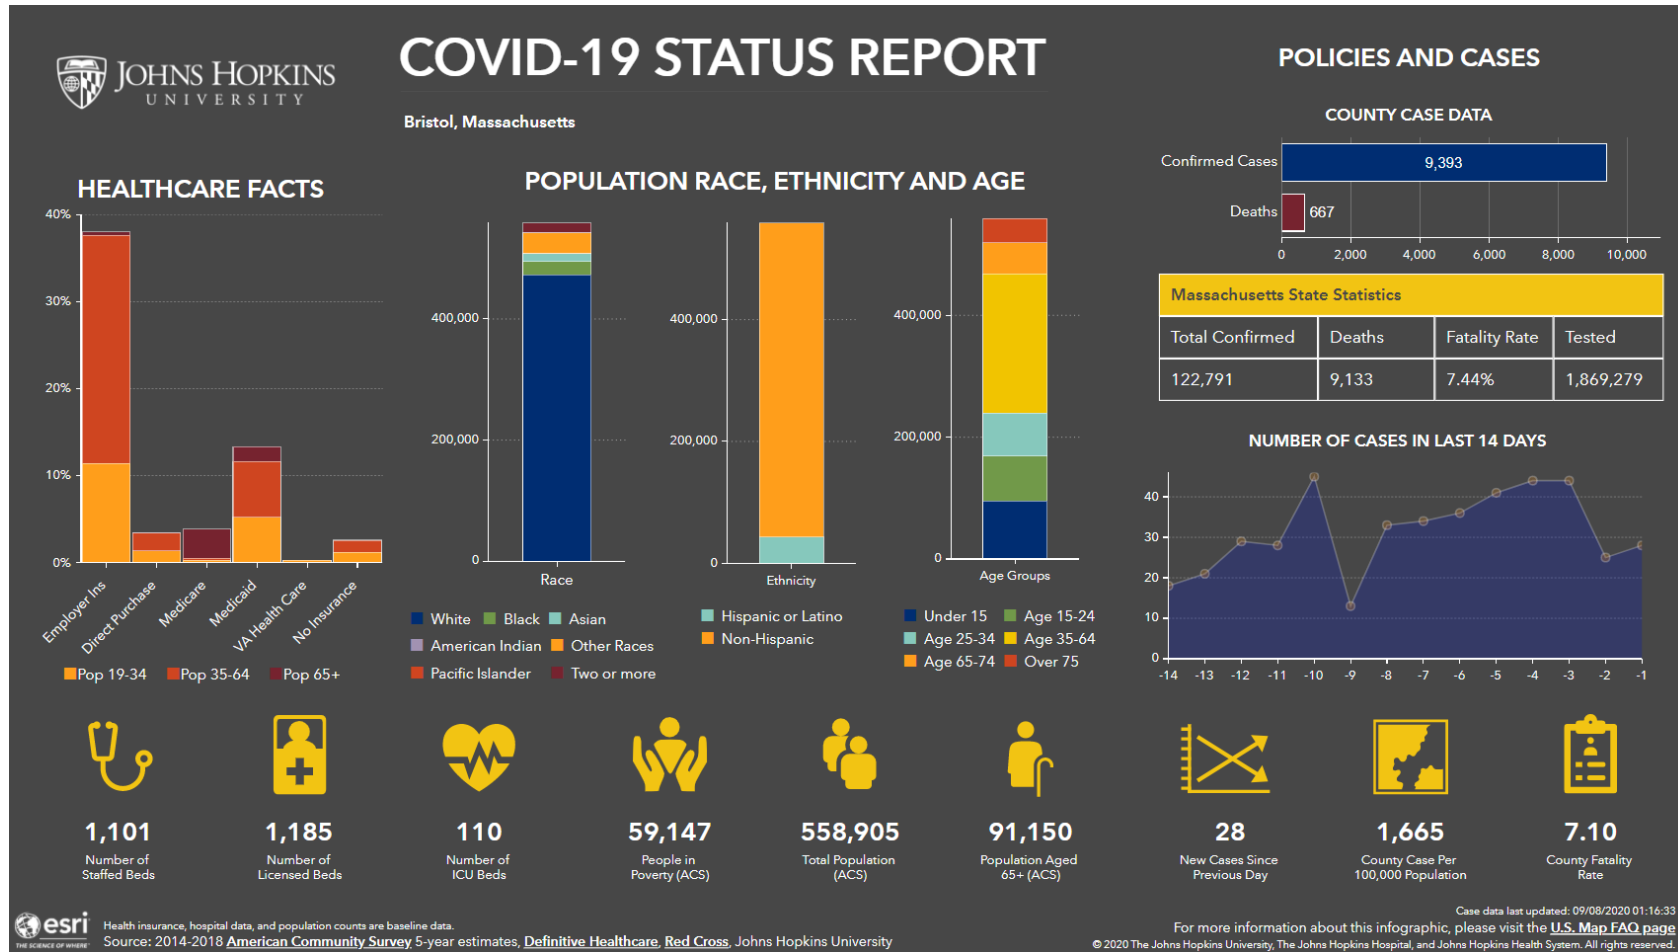 JOHNS HOPKINS
UNIVERSITY
COVID-19 STATUS REPORT
Bristol, Massachusetts
HEALTHCARE FACTS
40%
30%
20%
10%
0%
Employer Ins
Direct Purchase
Medicare
Medicaid
VA Health Care
No Insurance
Pop 19-34 Pop 35-64 Pop 65+
POPULATION RACE, ETHNICITY AND AGE
400,000
200,000
0
Race
White Black Asian
American Indian Other Races
Pacific Islander Two or more
400,000
200,000
0
Ethnicity
Hispanic or Latino
Non-Hispanic
400,000
200,000
0
Age Groups
Under 15 Age 15-24
Age 25-34 Age 35-64
Age 65-74 Over 75
POLICIES AND CASES
COUNTY CASE DATA
Confirmed Cases 9,393
Deaths 667
0 2,000 4,000 6,000 8,000 10,000
Massachusetts State Statistics
Total Confirmed Deaths Fatality Rate Tested
122,791 9,133 7.44% 1,869,279
NUMBER OF CASES IN LAST 14 DAYS
40
30
20
10
0
-14 -13 -12 -11 -10 -9 -8 -7 -6 -5 -4 -3 -2 -1
1,101
Number of
Staffed Beds
1,185
Number of
Licensed Beds
110
Number of
ICU Beds
59,147
People in
Poverty (ACS)
558,905
Total Population
(ACS)
91,150
Population Aged
65+ (ACS)
28
New Cases Since
Previous Day
1,665
County Case Per
100,000 Population
7.10
County Fatality
Rate
esri
THE SCIENCE OF WHERE
Health insurance, hospital data, and population counts are baseline data.
Source: 2014-2018 American Community Survey 5-year estimates, Definitive Healthcare, Red Cross, Johns Hopkins University
Case data last updated: 09/08/2020 01:16:33
For more information about this infographic, please visit the U.S. Map FAQ page
© 2020 The Johns Hopkins University, The Johns Hopkins Hospital, and Johns Hopkins Health System. All rights reserved.